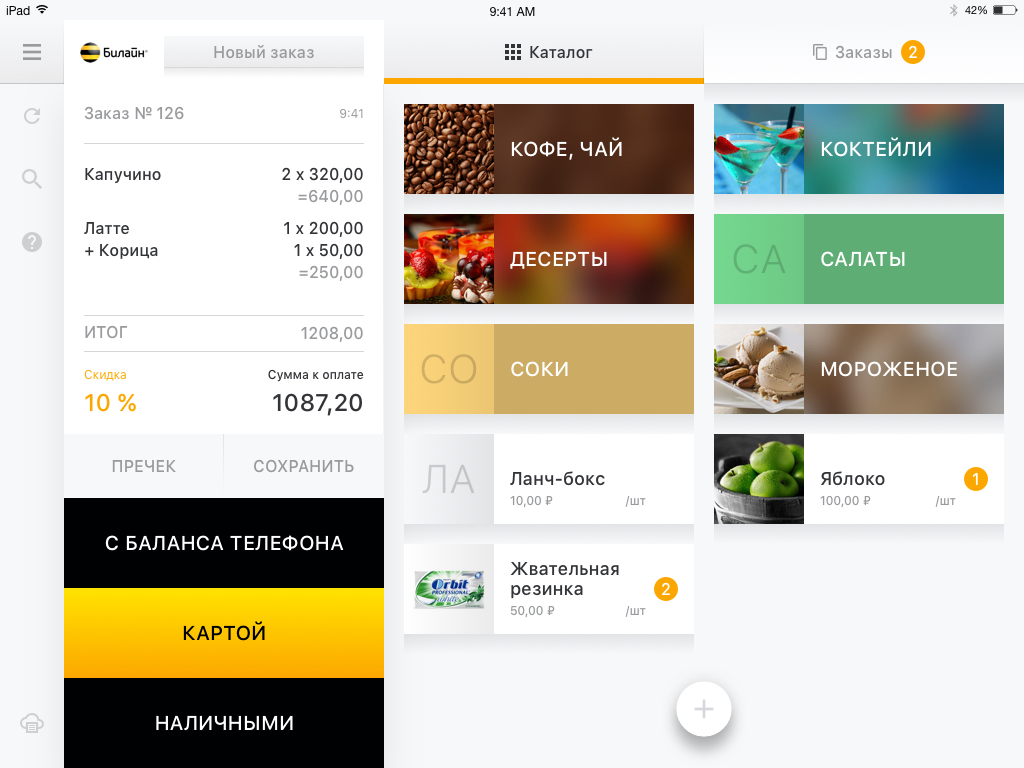 iPad
9:41 AM
42%
Билайн
Новый заказ
Каталог
Заказы 2
Заказ № 126 9:41
Капучино 2 x 320,00
=640,00
Латте 1 x 200,00
+ Корица 1 x 50,00
=250,00
ИТОГ 1208,00
Скидка Сумма к оплате
10 % 1087,20
ПРЕЧЕК СОХРАНИТЬ
С БАЛАНСА ТЕЛЕФОНА
КАРТОЙ
НАЛИЧНЫМИ
КОФЕ, ЧАЙ
КОКТЕЙЛИ
ДЕСЕРТЫ
СА САЛАТЫ
СО СОКИ
МОРОЖЕНОЕ
ЛА Ланч-бокс
10,00 ₽ /шт
Яблоко 1
100,00 ₽ /шт
Orbit
PROFESSIONAL
white
Жвательная
резинка 2
50,00 ₽ /шт